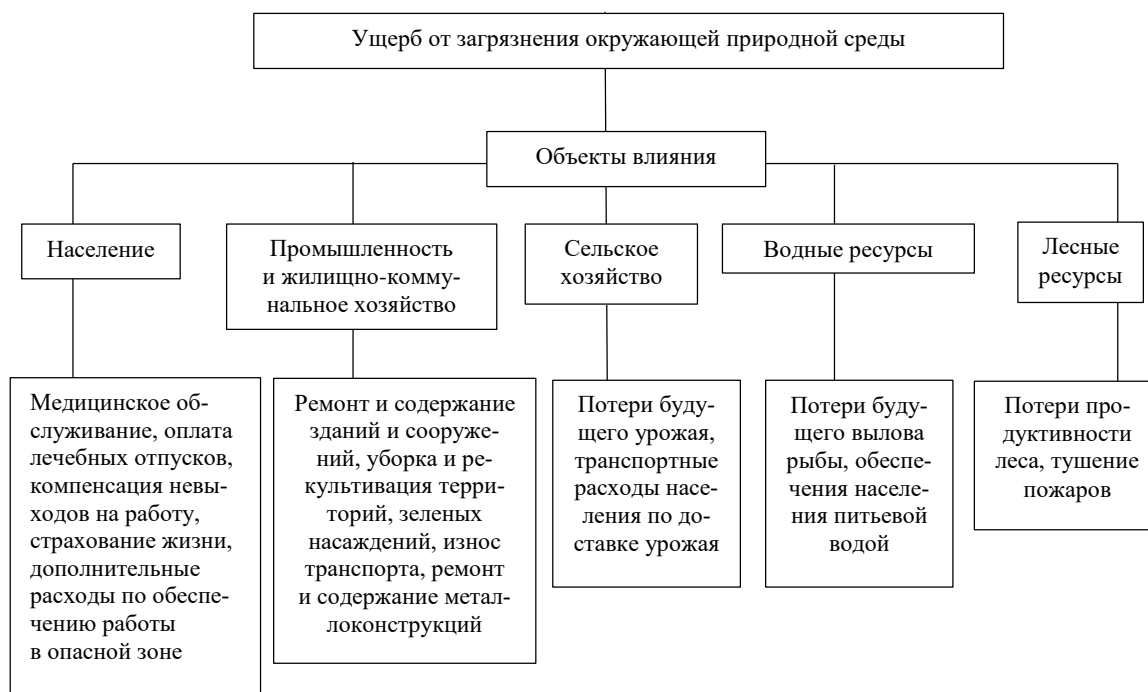 Ущерб от загрязнения окружающей природной среды
Объекты влияния
Население
Промышленность
и жилищно-комму-
нальное хозяйство
Сельское
хозяйство
Водные ресурсы
Лесные
ресурсы
Медицинское об-
служивание, оплата
лечебных отпусков,
компенсация невы-
ходов на работу,
страхование жизни,
дополнительные
расходы по обеспе-
чению работы
в опасной зоне
Ремонт и содержание
зданий и сооруже-
ний, уборка и ре-
культивация терри-
торий, зеленых
насаждений, износ
транспорта, ремонт
и содержание метал-
локонструкций
Потери буду-
щего урожая,
транспортные
расходы насе-
ления по до-
ставке урожая
Потери буду-
щего вылова
рыбы, обеспе-
чения населе-
ния питьевой
водой
Потери про-
дуктивности
леса, тушение
пожаров